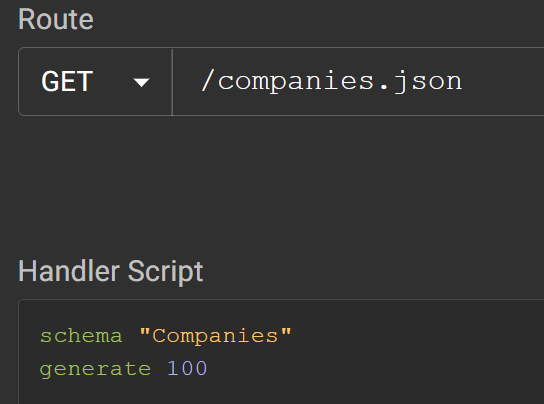 Route
GET /companies.json
Handler Script
schema "Companies"
generate 100